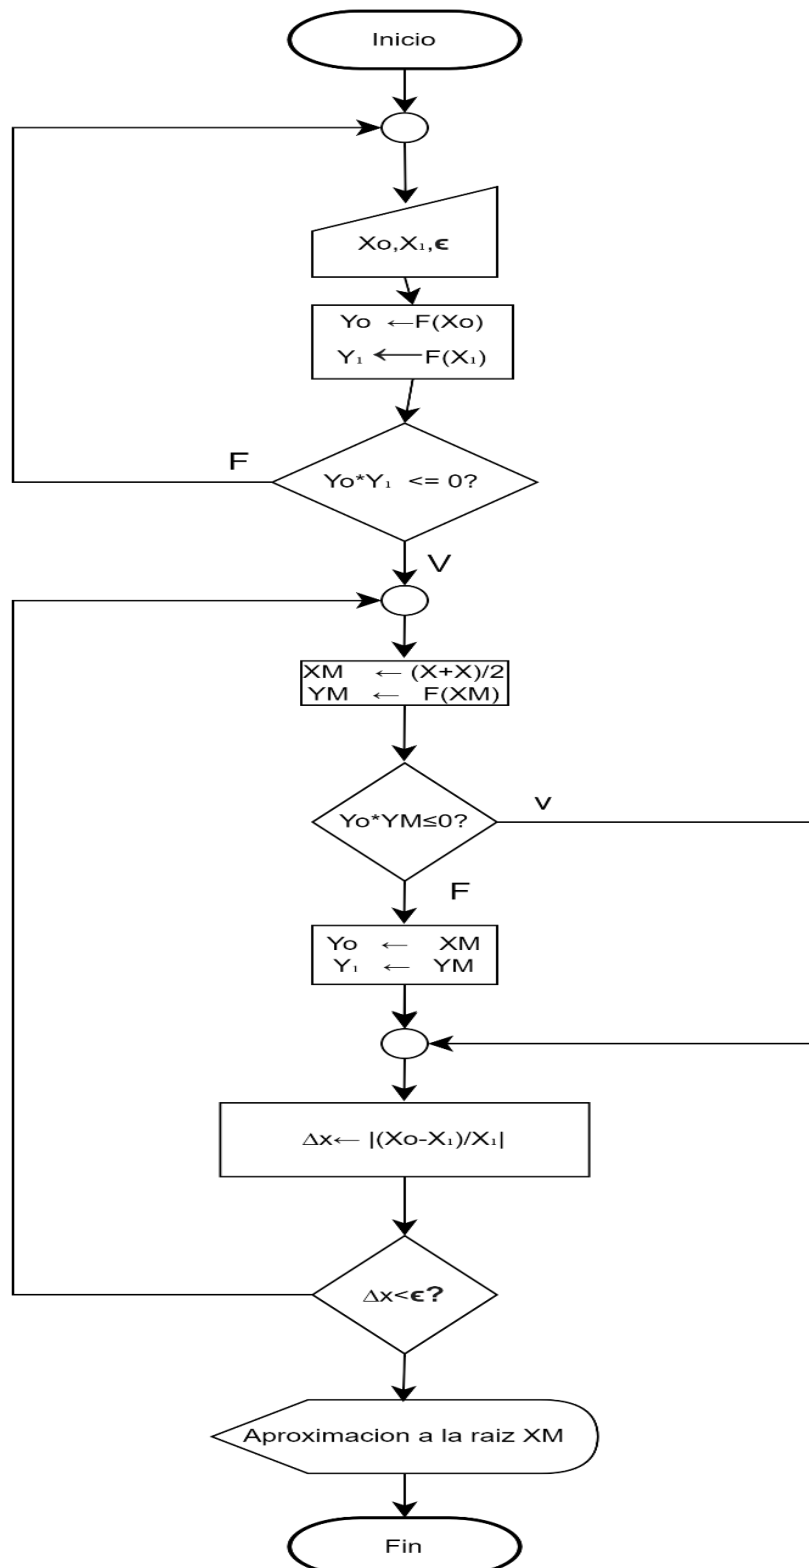 Inicio
Xo,X₁,ϵ
Yo ←F(Xo)
Y₁ ← F(X₁)
F
Yo*Y₁ <= 0?
V
XM ← (X+X)/2
YM ← F(XM)
v
Yo*YM≤0?
F
Yo ← XM
Y₁ ← YM
∆x← |(Xo-X₁)/X₁|
∆x<ϵ?
Aproximacion a la raiz XM
Fin